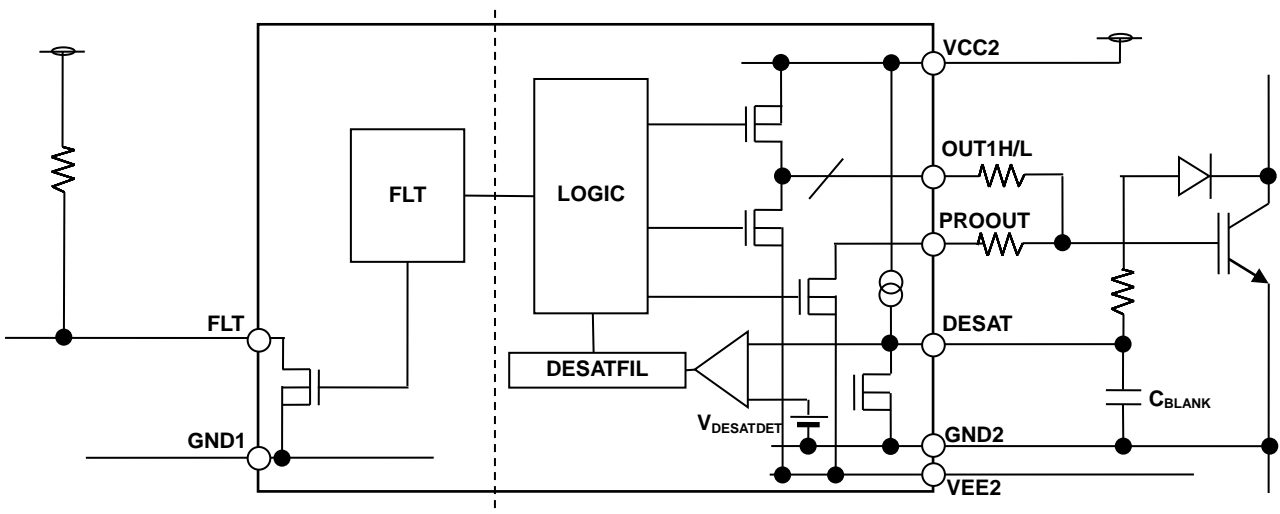 VCC2
OUT1H/L
FLT
LOGIC
PROOUT
FLT
DESAT
DESATFIL
CBLANK
VDESATDET
GND1
GND2
VEE2